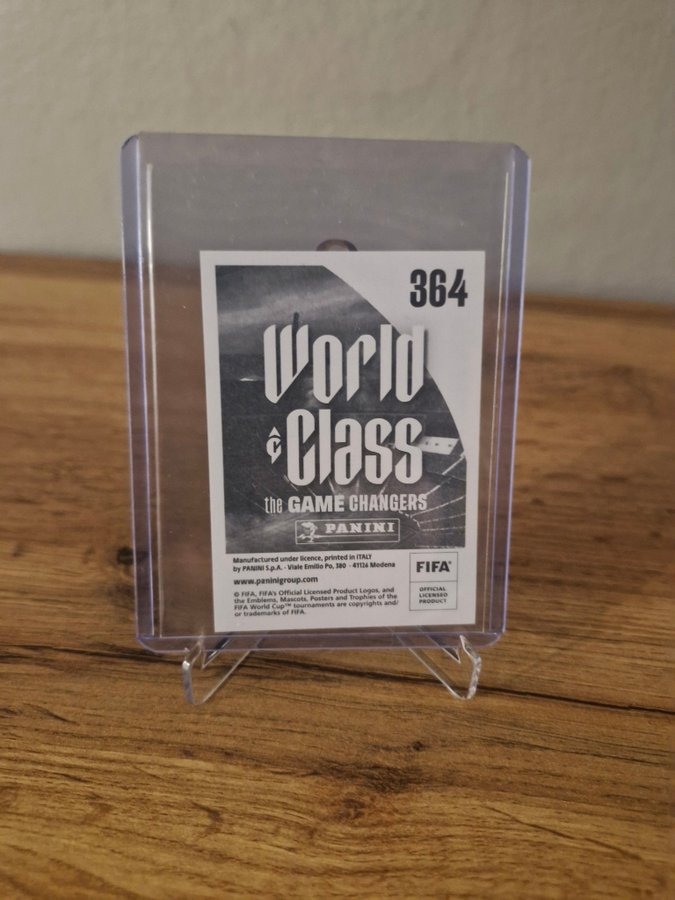 364
World
& Class
the GAME CHANGERS
PANINI
Manufactured under licence, printed in ITALY
by PANINI S.p.A. - Viale Emilio Po, 380 - 41126 Modena
www.paninigroup.com
© FIFA, FIFA's Official Licensed Product Logos, and
the Emblems, Mascots, Posters and Trophies of the
FIFA World Cup™ tournaments are copyrights and/
or trademarks of FIFA.
FIFA®
OFFICIAL
LICENSED
PRODUCT